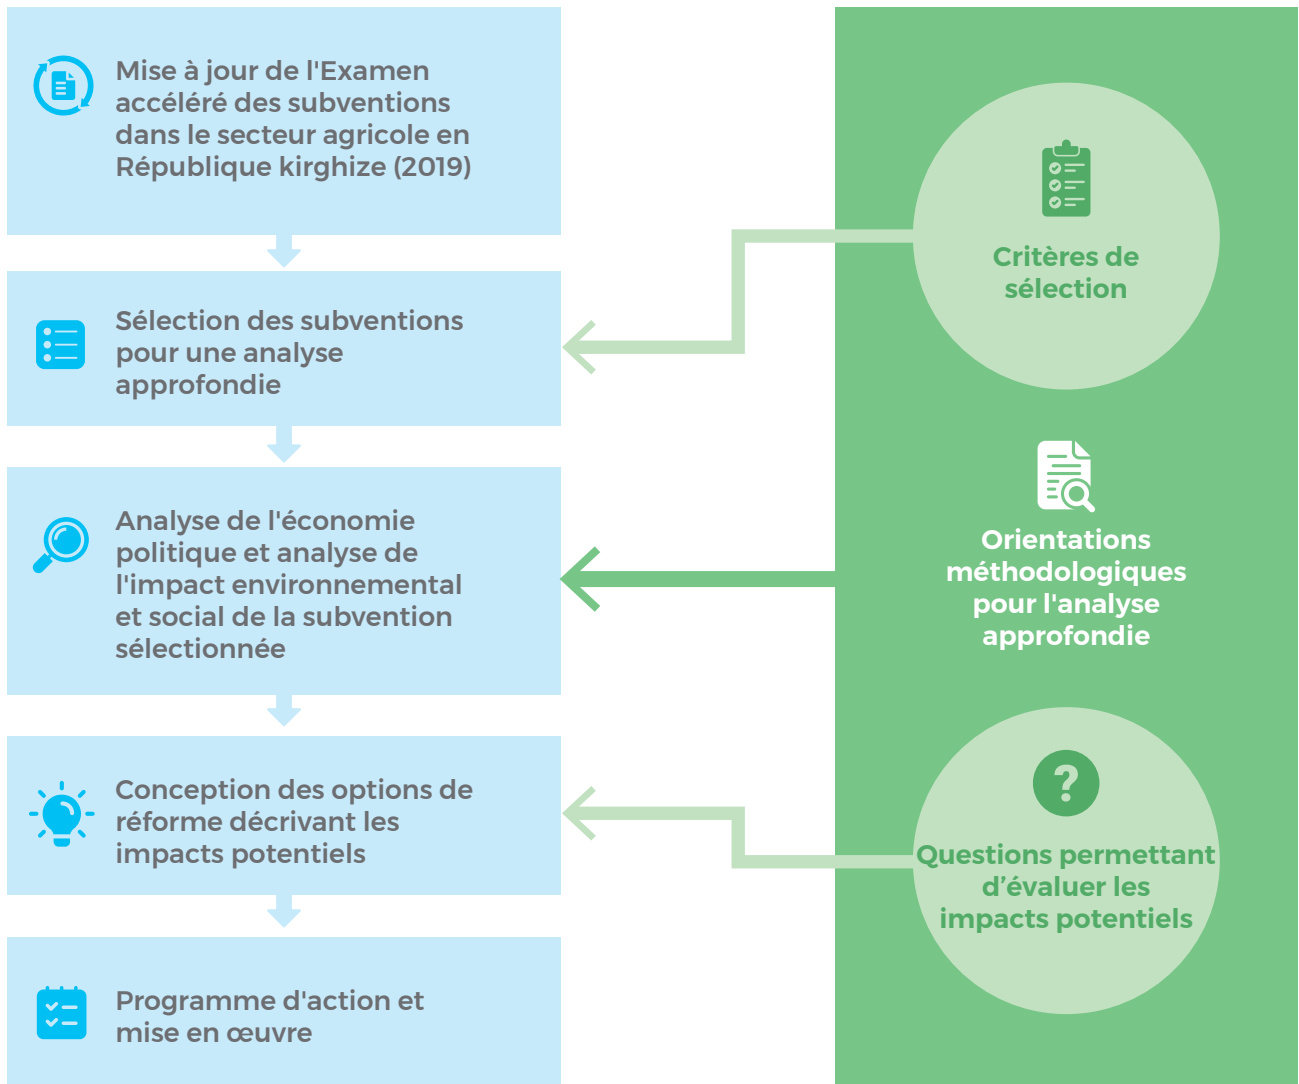 Mise à jour de l'Examen
accéléré des subventions
dans le secteur agricole en
République kirghize (2019)
Sélection des subventions
pour une analyse
approfondie
Analyse de l'économie
politique et analyse de
l'impact environnemental
et social de la subvention
sélectionnée
Conception des options de
réforme décrivant les
impacts potentiels
Programme d'action et
mise en œuvre
Critères de
sélection
Orientations
méthodologiques
pour l'analyse
approfondie
?
Questions permettant
d’évaluer les
impacts potentiels